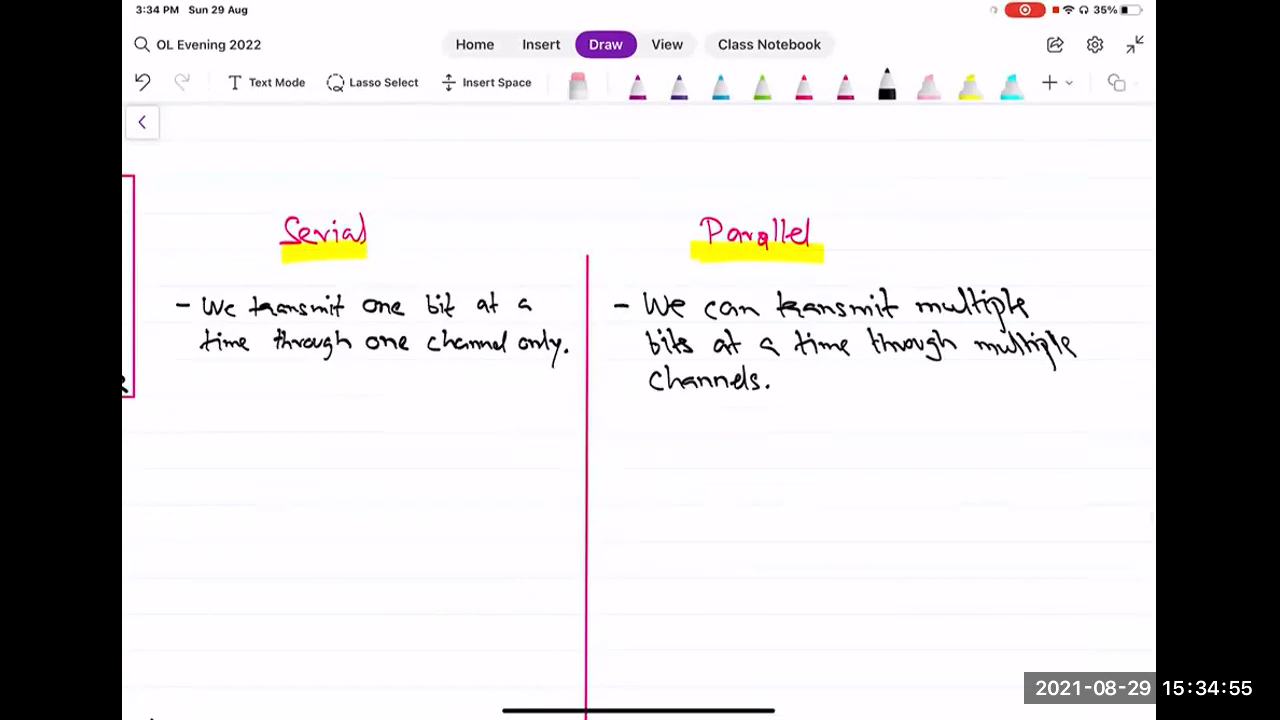 3:34 PM Sun 29 Aug
35%
OL Evening 2022
Home Insert Draw View Class Notebook
Text Mode Lasso Select Insert Space
Serial
- We transmit one bit at a
time through one channel only.
Parallel
- We can transmit multiple
bits at a time through multiple
channels.
2021-08-29 15:34:55